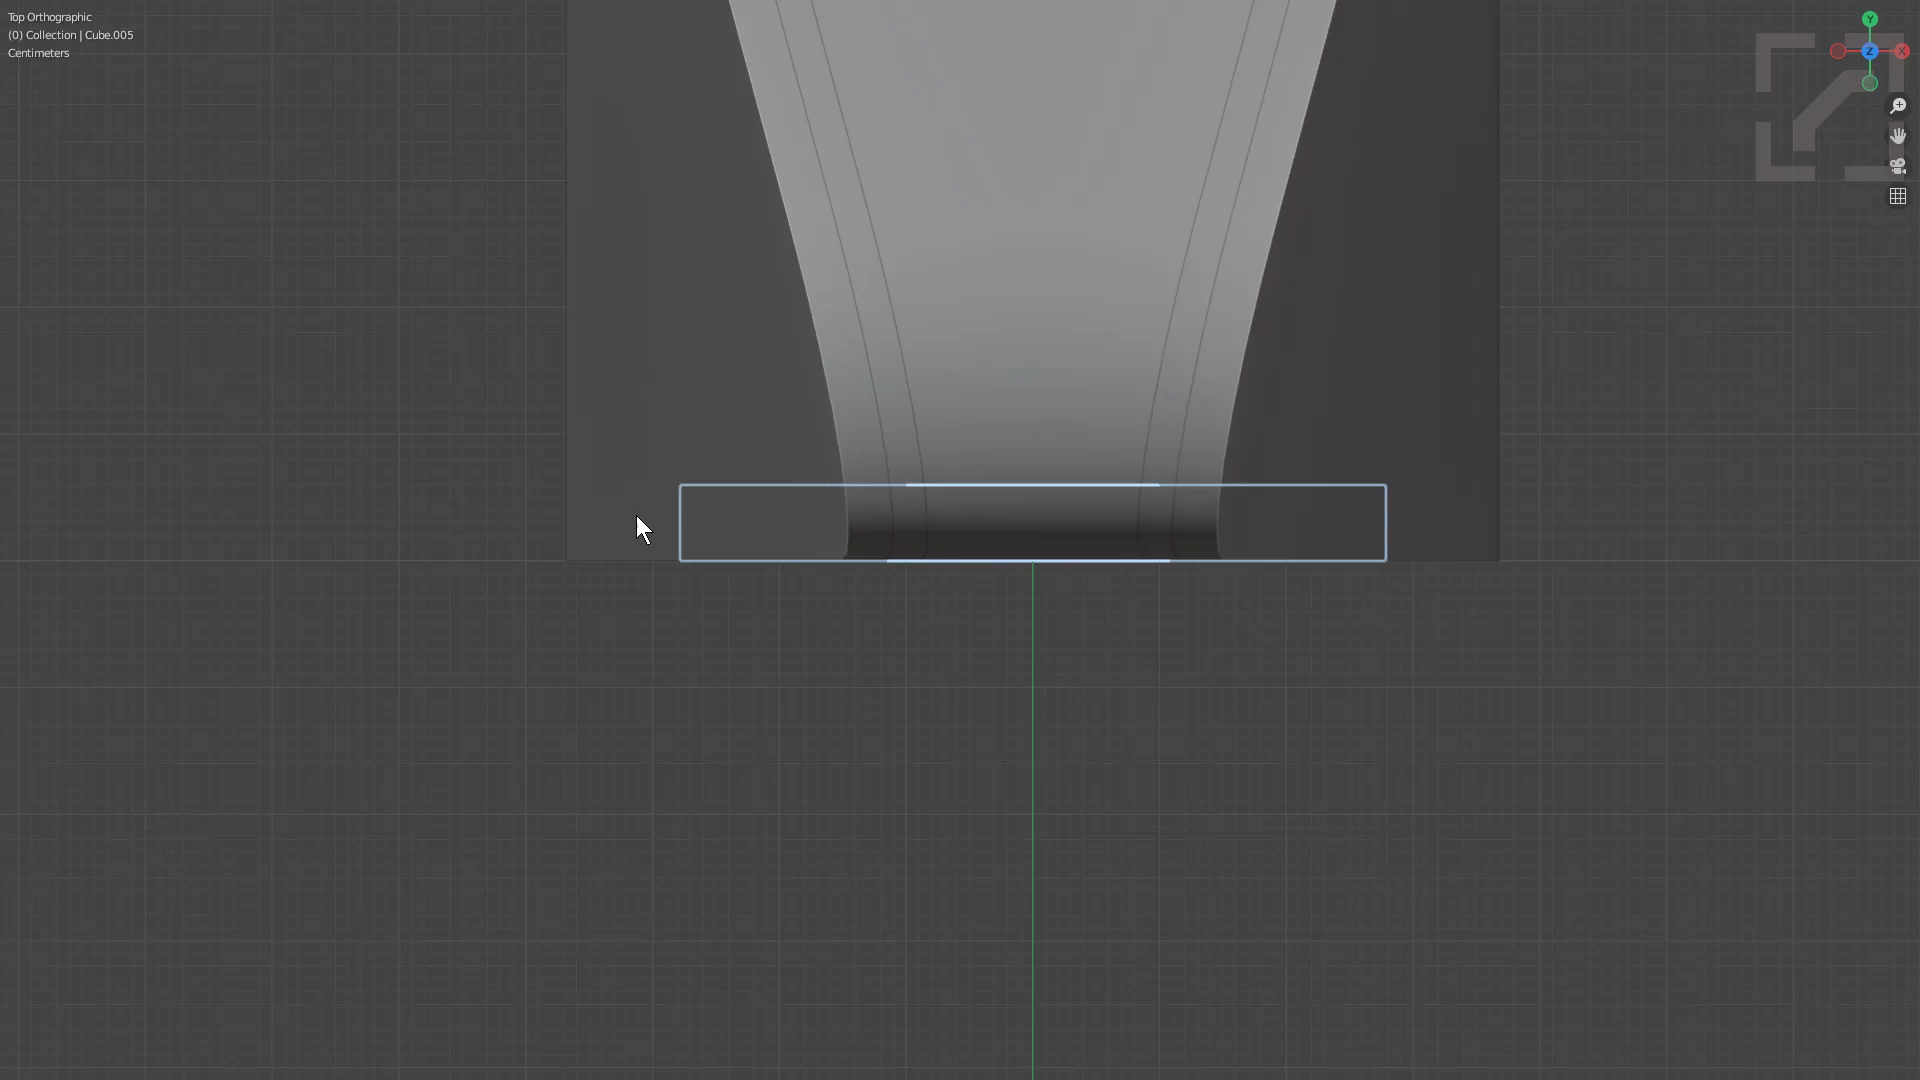 Top Orthographic
(0) Collection | Cube.005
Centimeters
Y
Z
X